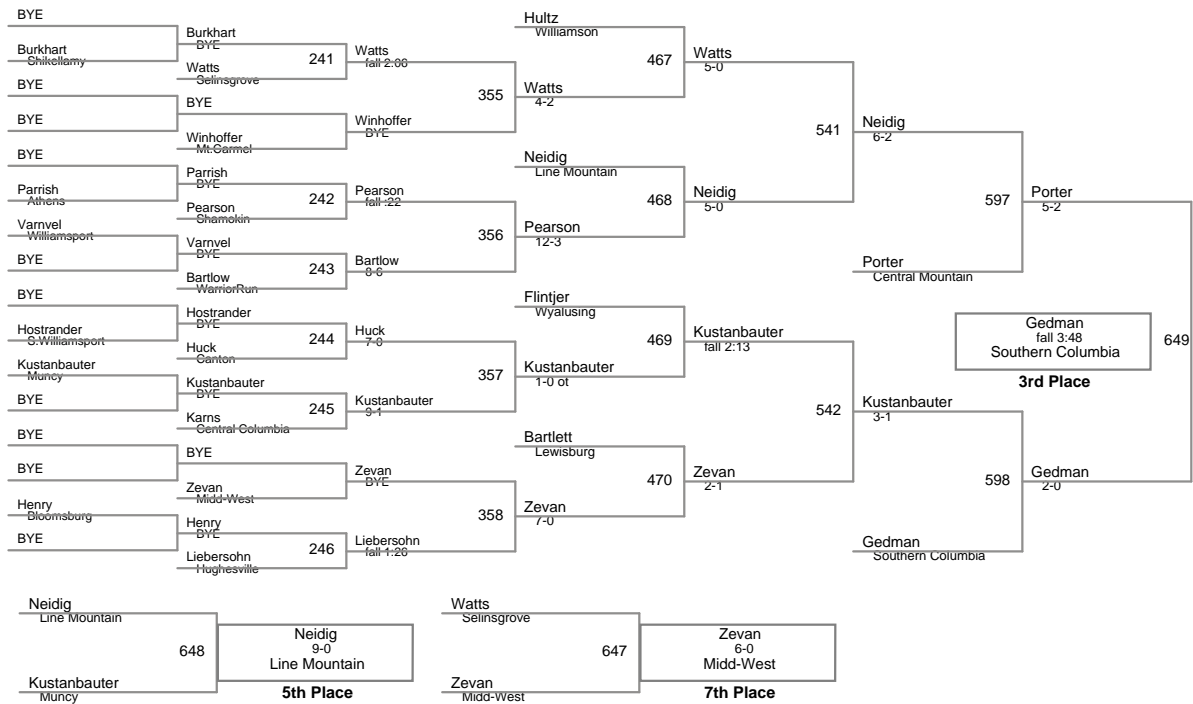 BYE
Burkhart
Shikellamy
BYE
BYE
BYE
Parrish
Athens
Varnvel
Williamsport
BYE
BYE
Hostrander
S.Williamsport
Kustanbauter
Muncy
BYE
BYE
BYE
Henry
Bloomsburg
BYE
Burkhart
BYE
Watts
Selinsgrove
BYE
Winhoffer
Mt.Carmel
Parrish
BYE
Pearson
Shamokin
Varnvel
BYE
Bartlow
WarriorRun
Hostrander
BYE
Huck
Canton
Kustanbauter
BYE
Karns
Central Columbia
BYE
Zevan
Midd-West
Henry
BYE
Liebersohn
Hughesville
241
242
243
244
245
246
Watts
fall 2:06
Winhoffer
BYE
Pearson
fall :22
Bartlow
8-6
Huck
7-0
Kustanbauter
9-1
Zevan
BYE
Liebersohn
fall 1:26
355
356
357
358
Hultz
Williamson
Watts
4-2
Neidig
Line Mountain
Pearson
12-3
Flintjer
Wyalusing
Kustanbauter
1-0 ot
Bartlett
Lewisburg
Zevan
7-0
467
468
469
470
Watts
5-0
Neidig
5-0
Kustanbauter
fall 2:13
Zevan
2-1
541
542
Neidig
6-2
Porter
Central Mountain
Kustanbauter
3-1
Gedman
Southern Columbia
597
598
Porter
5-2
Gedman
2-0
Gedman
fall 3:48
Southern Columbia
3rd Place
649
Neidig
Line Mountain
Kustanbauter
Muncy
648
Neidig
9-0
Line Mountain
5th Place
Watts
Selinsgrove
Zevan
Midd-West
647
Zevan
6-0
Midd-West
7th Place